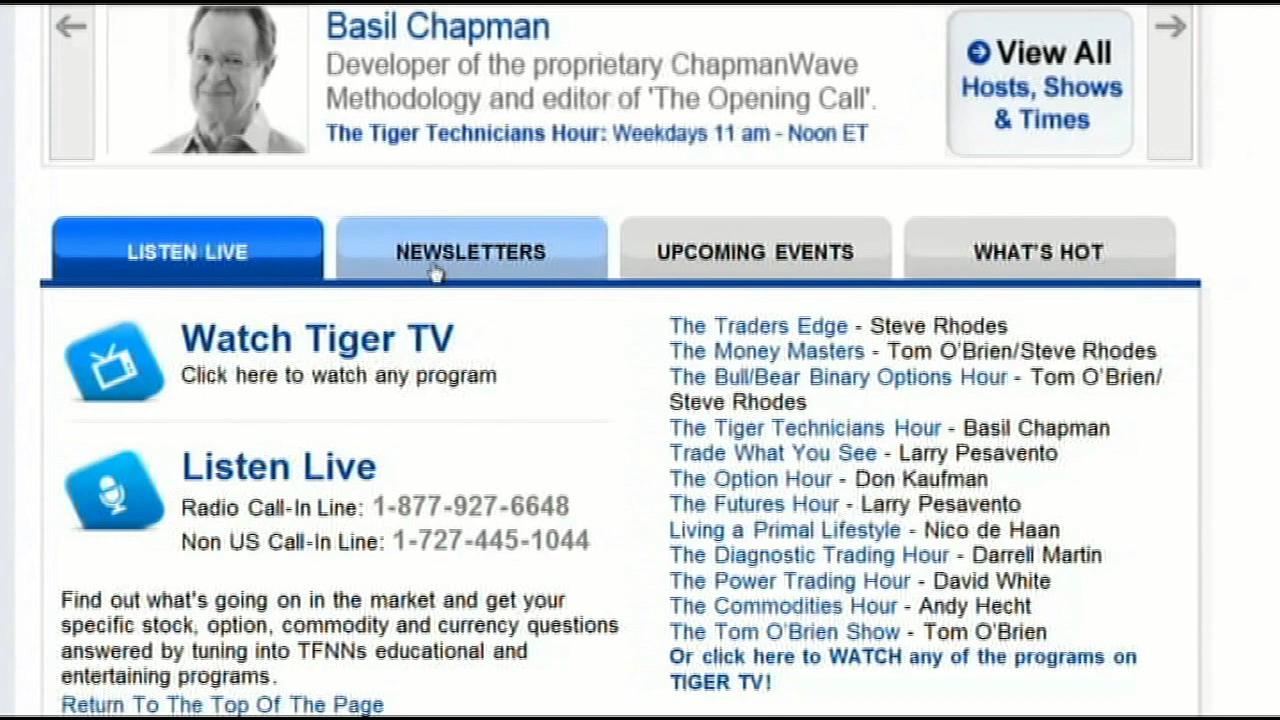 Basil Chapman
Developer of the proprietary ChapmanWave
Methodology and editor of 'The Opening Call'.
The Tiger Technicians Hour: Weekdays 11 am - Noon ET
View All
Hosts, Shows
& Times
LISTEN LIVE
NEWSLETTERS
UPCOMING EVENTS
WHAT'S HOT
Watch Tiger TV
Click here to watch any program
Listen Live
Radio Call-In Line: 1-877-927-6648
Non US Call-In Line: 1-727-445-1044
Find out what's going on in the market and get your
specific stock, option, commodity and currency questions
answered by tuning into TFNNs educational and
entertaining programs.
Return To The Top Of The Page
The Traders Edge - Steve Rhodes
The Money Masters - Tom O'Brien/Steve Rhodes
The Bull/Bear Binary Options Hour - Tom O'Brien/
Steve Rhodes
The Tiger Technicians Hour - Basil Chapman
Trade What You See - Larry Pesavento
The Option Hour - Don Kaufman
The Futures Hour - Larry Pesavento
Living a Primal Lifestyle - Nico de Haan
The Diagnostic Trading Hour - Darrell Martin
The Power Trading Hour - David White
The Commodities Hour - Andy Hecht
The Tom O'Brien Show - Tom O'Brien
Or click here to WATCH any of the programs on
TIGER TV!